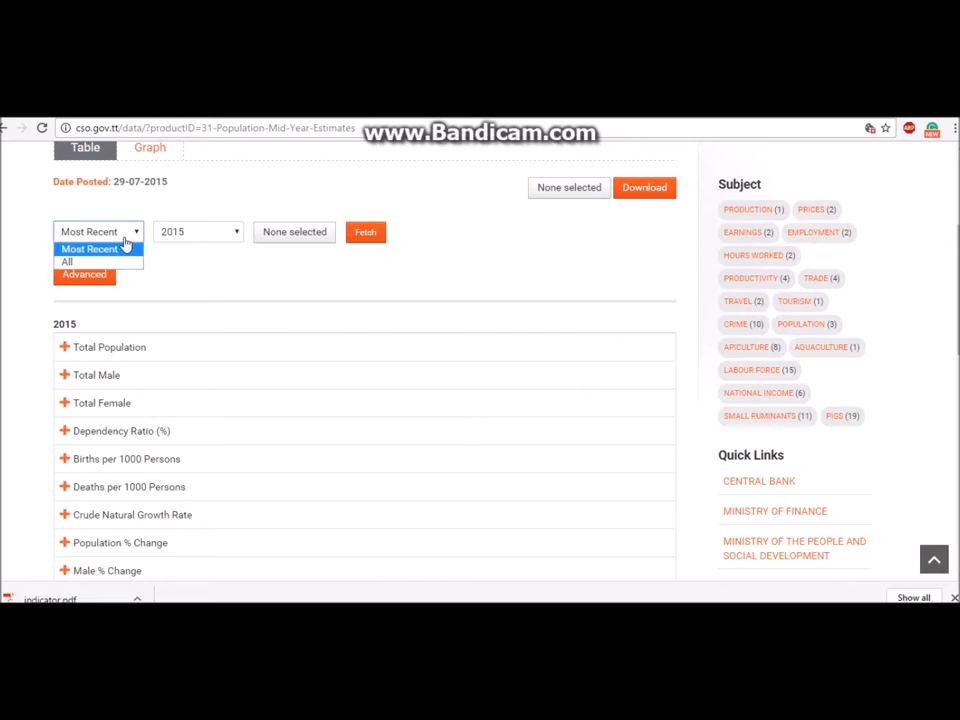 cso.gov.tt/data/?productID=31-Population-Mid-Year-Estimates
www.Bandicam.com
ABP
NEW
Table
Graph
Date Posted: 29-07-2015
None selected
Download
Most Recent
2015
None selected
Fetch
Most Recent
All
Advanced
2015
Total Population
Total Male
Total Female
Dependency Ratio (%)
Births per 1000 Persons
Deaths per 1000 Persons
Crude Natural Growth Rate
Population % Change
Male % Change
Subject
PRODUCTION (1) PRICES (2)
EARNINGS (2) EMPLOYMENT (2)
HOURS WORKED (2)
PRODUCTIVITY (4) TRADE (4)
TRAVEL (2) TOURISM (1)
CRIME (10) POPULATION (3)
APICULTURE (8) AQUACULTURE (1)
LABOUR FORCE (15)
NATIONAL INCOME (6)
SMALL RUMINANTS (11) PIGS (19)
Quick Links
CENTRAL BANK
MINISTRY OF FINANCE
MINISTRY OF THE PEOPLE AND
SOCIAL DEVELOPMENT
indicator.pdf
Show all